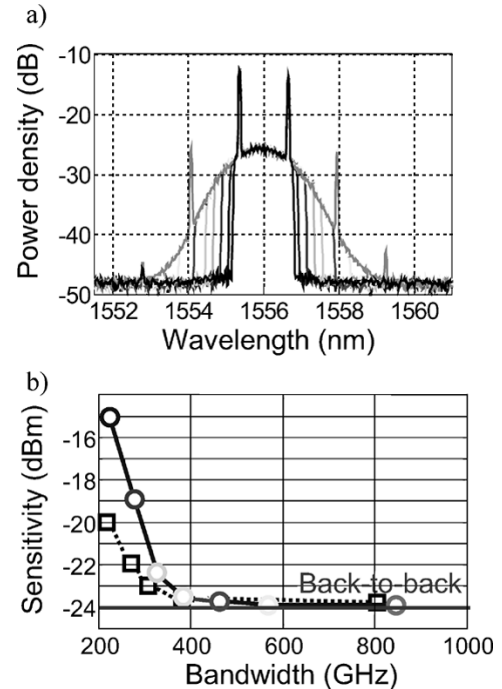 a)
Power density (dB)
-10
-20
-30
-40
-50
1552 1554 1556 1558 1560
Wavelength (nm)
b)
Sensitivity (dBm)
-16
-18
-20
-22
-24
Back-to-back
200 400 600 800 1000
Bandwidth (GHz)